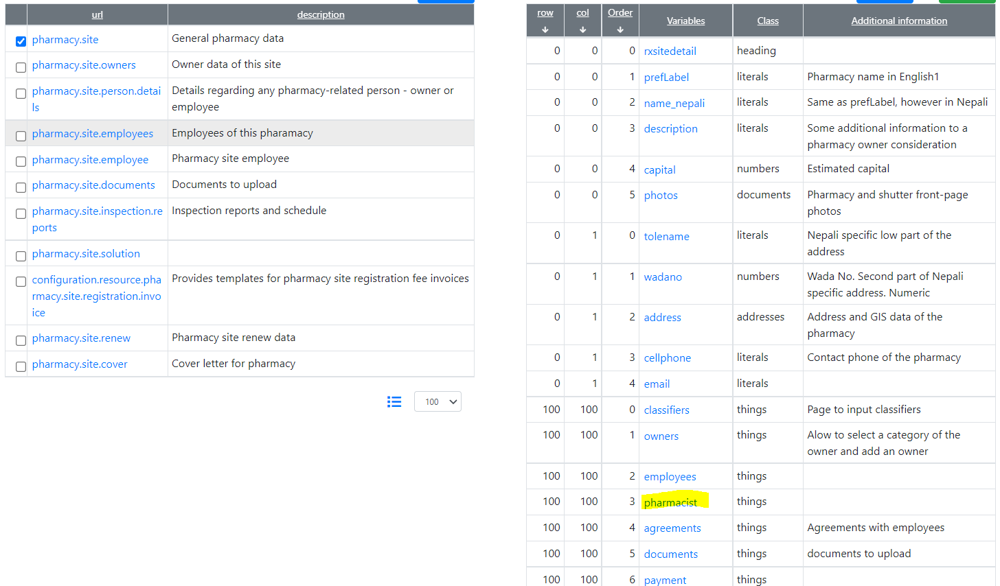 url description
pharmacy.site General pharmacy data
pharmacy.site.owners Owner data of this site
pharmacy.site.person.detai Details regarding any pharmacy-related person - owner or
ls employee
pharmacy.site.employees Employees of this pharamacy
pharmacy.site.employee Pharmacy site employee
pharmacy.site.documents Documents to upload
pharmacy.site.inspection.re Inspection reports and schedule
ports
pharmacy.site.solution
configuration.resource.pha Provides templates for pharmacy site registration fee invoices
rmacy.site.registration.invo
ice
pharmacy.site.renew Pharmacy site renew data
pharmacy.site.cover Cover letter for pharmacy
100
row col Order Variables Class Additional information
0 0 0 rxsitedetail heading
0 0 1 prefLabel literals Pharmacy name in English1
0 0 2 name_nepali literals Same as prefLabel, however in Nepali
0 0 3 description literals Some additional information to a
pharmacy owner consideration
0 0 4 capital numbers Estimated capital
0 0 5 photos documents Pharmacy and shutter front-page
photos
0 1 0 tolename literals Nepali specific low part of the
address
0 1 1 wadano numbers Wada No. Second part of Nepali
specific address. Numeric
0 1 2 address addresses Address and GIS data of the
pharmacy
0 1 3 cellphone literals Contact phone of the pharmacy
0 1 4 email literals
100 100 0 classifiers things Page to input classifiers
100 100 1 owners things Alow to select a category of the
owner and add an owner
100 100 2 employees things
100 100 3 pharmacist things
100 100 4 agreements things Agreements with employees
100 100 5 documents things documents to upload
100 100 6 payment things